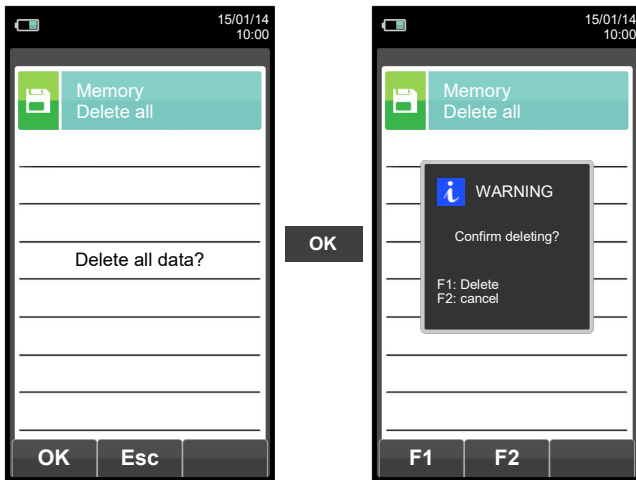 15/01/14
10:00
Memory
Delete all
Delete all data?
OK Esc
OK
15/01/14
10:00
Memory
Delete all
WARNING
Confirm deleting?
F1: Delete
F2: cancel
F1 F2